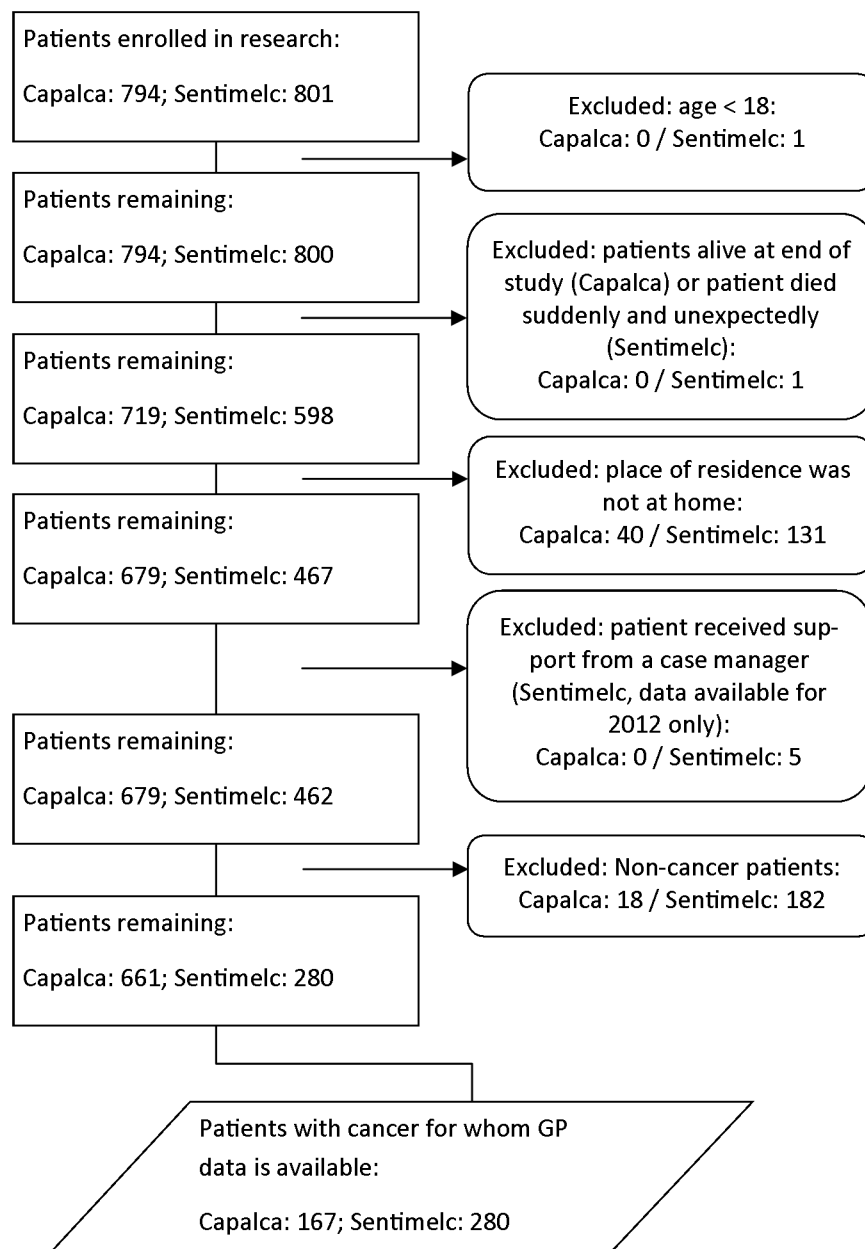 Patients enrolled in research:
Capalca: 794; Sentimelc: 801
Excluded: age < 18:
Capalca: 0 / Sentimelc: 1
Patients remaining:
Capalca: 794; Sentimelc: 800
Excluded: patients alive at end of
study (Capalca) or patient died
suddenly and unexpectedly
(Sentimelc):
Capalca: 0 / Sentimelc: 1
Patients remaining:
Capalca: 719; Sentimelc: 598
Excluded: place of residence was
not at home:
Capalca: 40 / Sentimelc: 131
Patients remaining:
Capalca: 679; Sentimelc: 467
Excluded: patient received sup-
port from a case manager
(Sentimelc, data available for
2012 only):
Capalca: 0 / Sentimelc: 5
Patients remaining:
Capalca: 679; Sentimelc: 462
Excluded: Non-cancer patients:
Capalca: 18 / Sentimelc: 182
Patients remaining:
Capalca: 661; Sentimelc: 280
Patients with cancer for whom GP
data is available:
Capalca: 167; Sentimelc: 280